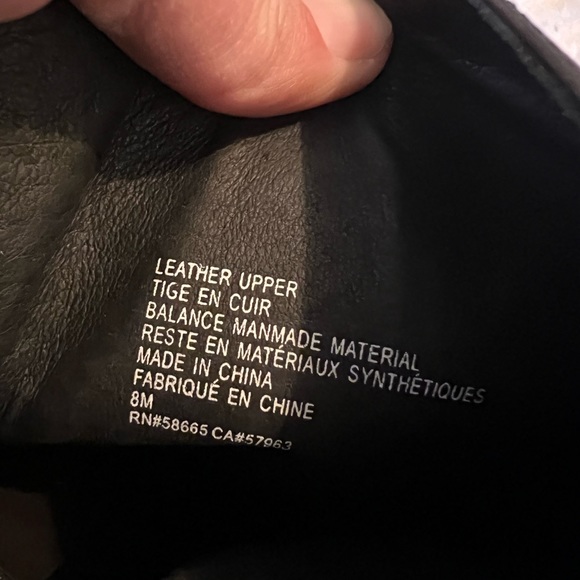 LEATHER UPPER
TIGE EN CUIR
BALANCE MANMADE MATERIAL
RESTE EN MATÉRIAUX SYNTHÉTIQUES
MADE IN CHINA
FABRIQUÉ EN CHINE
8M
RN#58665 CA#57963